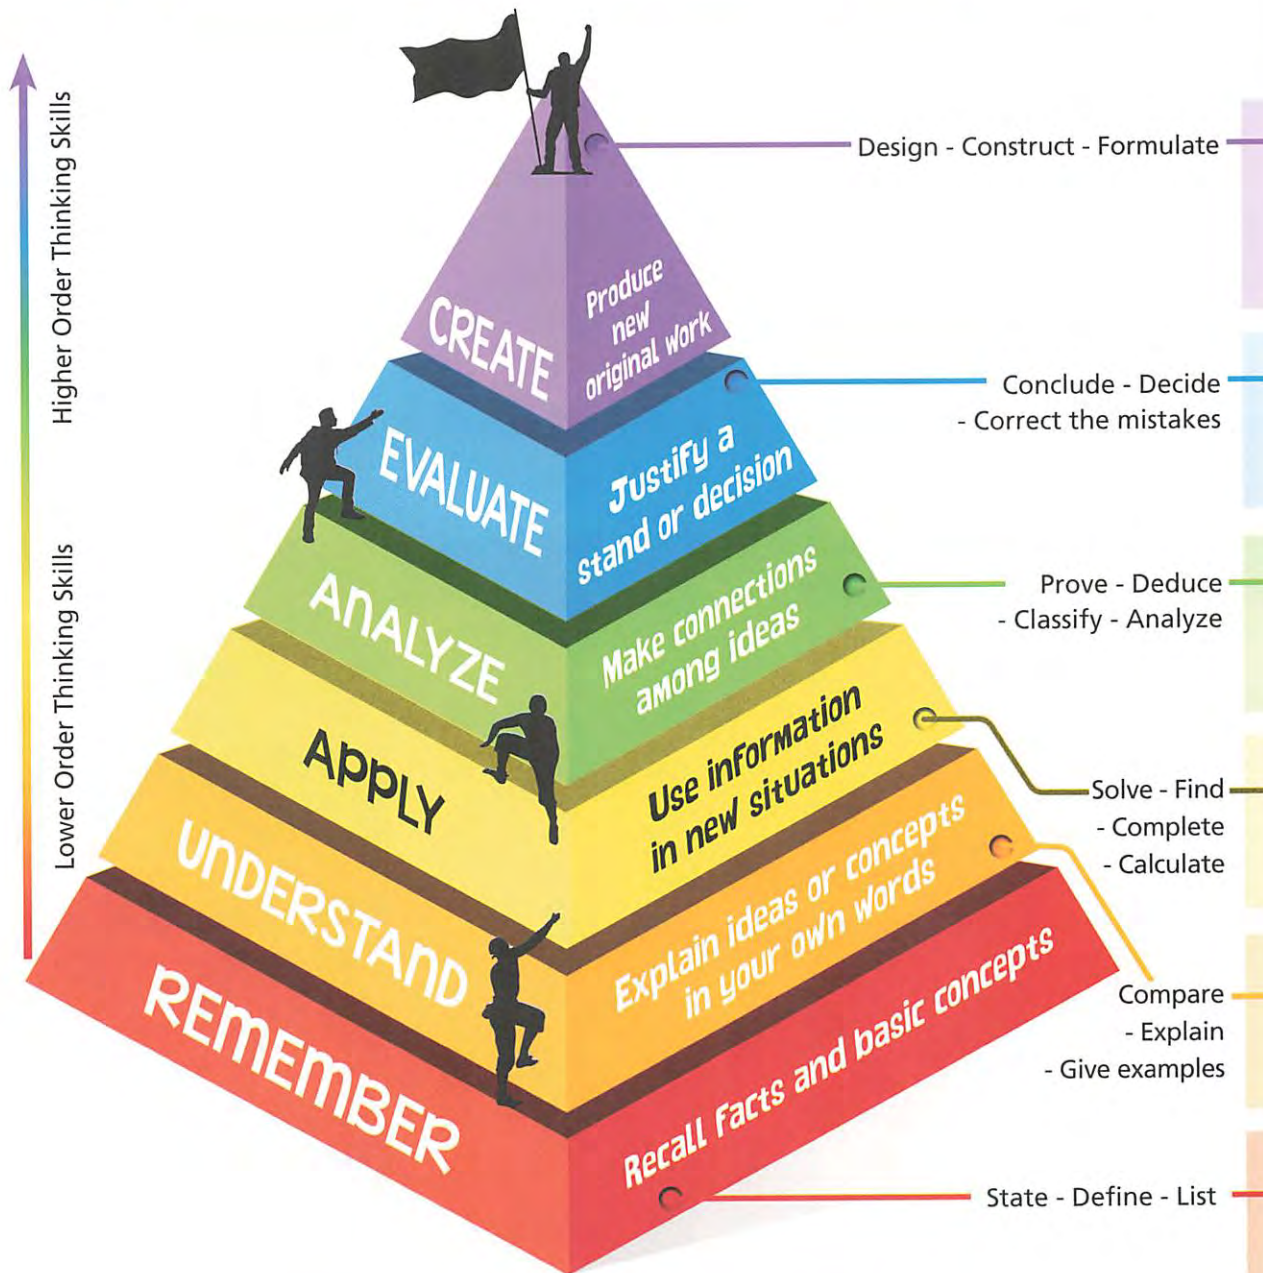 Higher Order Thinking Skills
Lower Order Thinking Skills
CREATE
Produce
new
original work
Design - Construct - Formulate
EVALUATE
Justify a
stand or decision
Conclude - Decide
- Correct the mistakes
ANALYZE
Make connections
among ideas
Prove - Deduce
- Classify - Analyze
APPLY
Use information
in new situations
Solve - Find
- Complete
- Calculate
UNDERSTAND
Explain ideas or concepts
in your own words
Compare
- Explain
- Give examples
REMEMBER
Recall Facts and basic concepts
State - Define - List